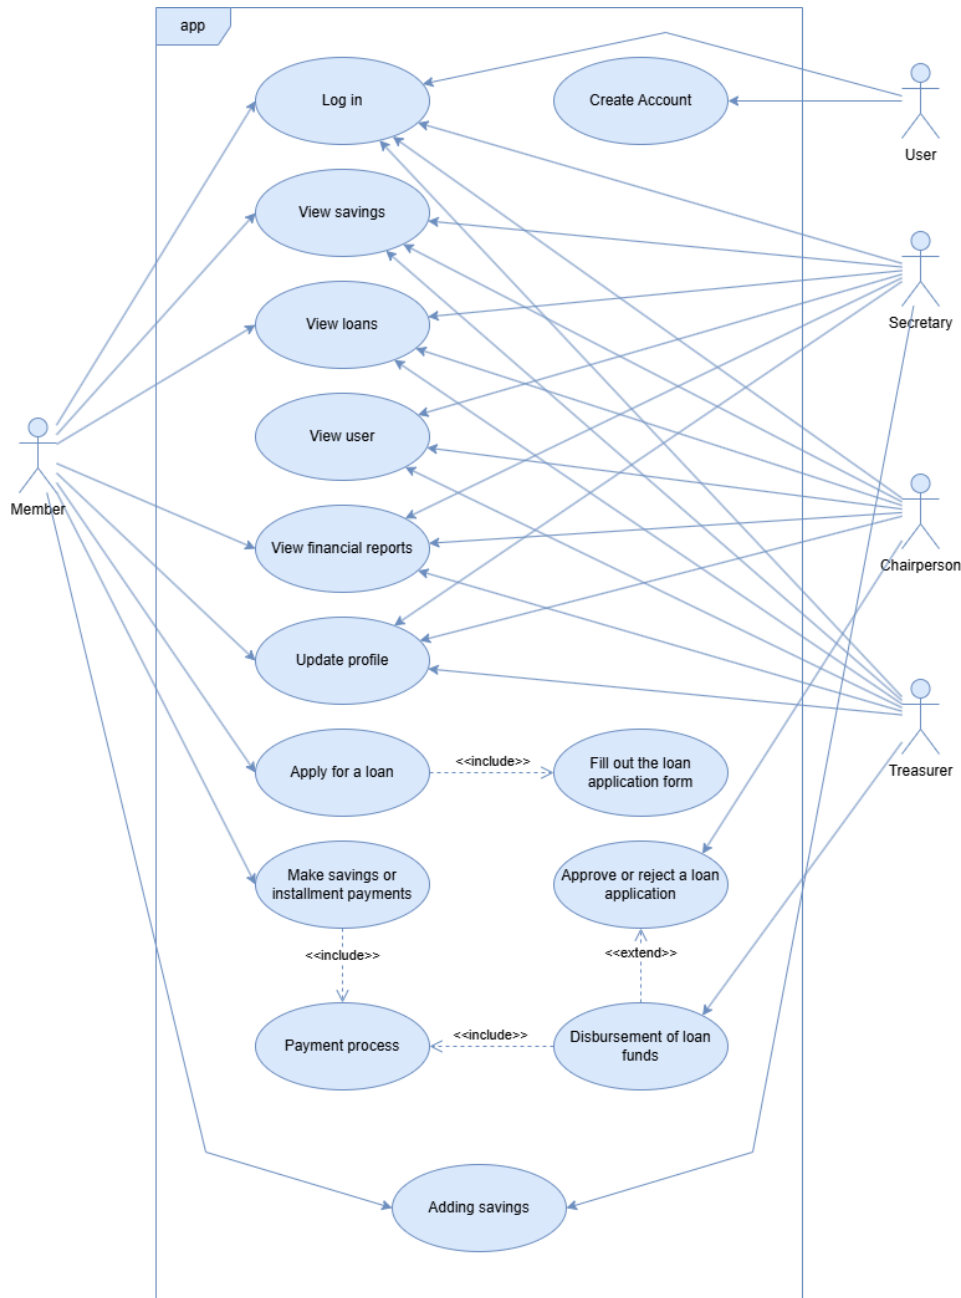 app
Log in
Create Account
User
View savings
Secretary
View loans
View user
Member
Chairperson
View financial reports
Update profile
Treasurer
Apply for a loan
<<include>>
Fill out the loan
application form
Make savings or
installment payments
Approve or reject a loan
application
<<include>>
<<extend>>
Payment process
<<include>>
Disbursement of loan
funds
Adding savings